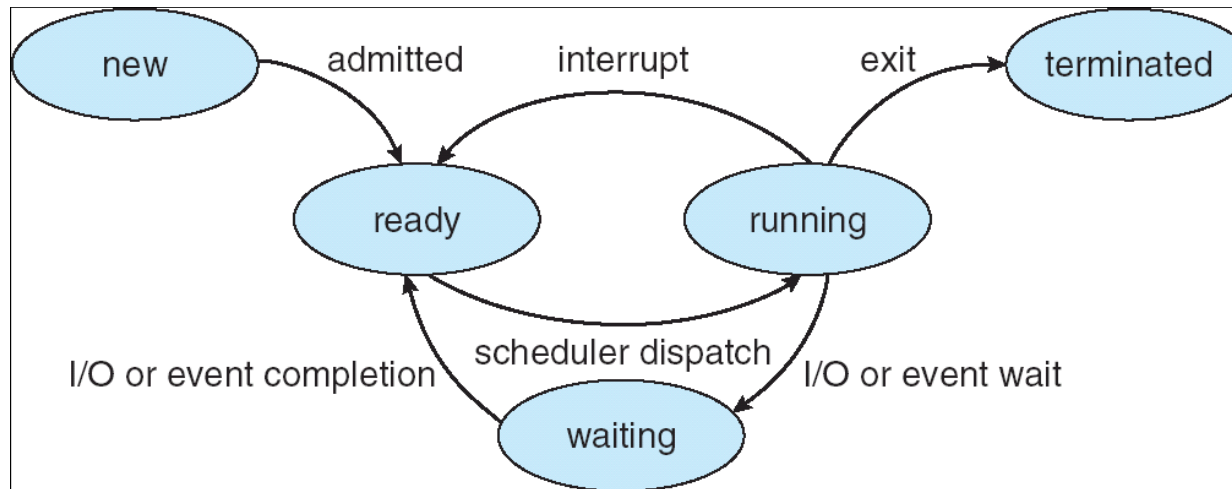 new
admitted
interrupt
exit
terminated
ready
running
scheduler dispatch
I/O or event completion
I/O or event wait
waiting